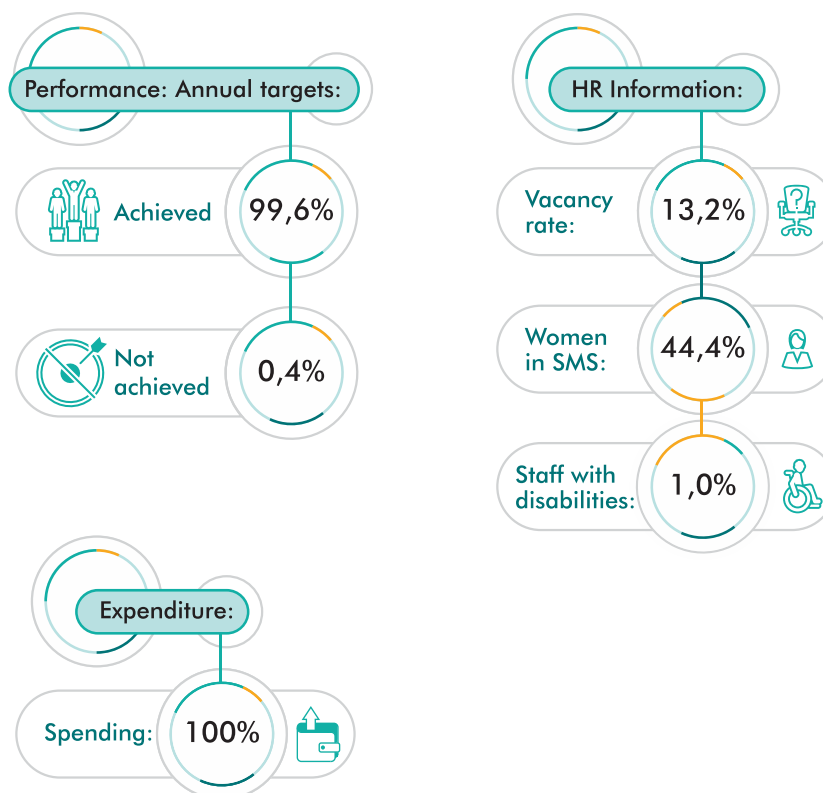 Performance: Annual targets:
Achieved
99,6%
Not
achieved
0,4%
HR Information:
Vacancy
rate:
13,2%
?
Women
in SMS:
44,4%
Staff with
disabilities:
1,0%
Expenditure:
Spending:
100%